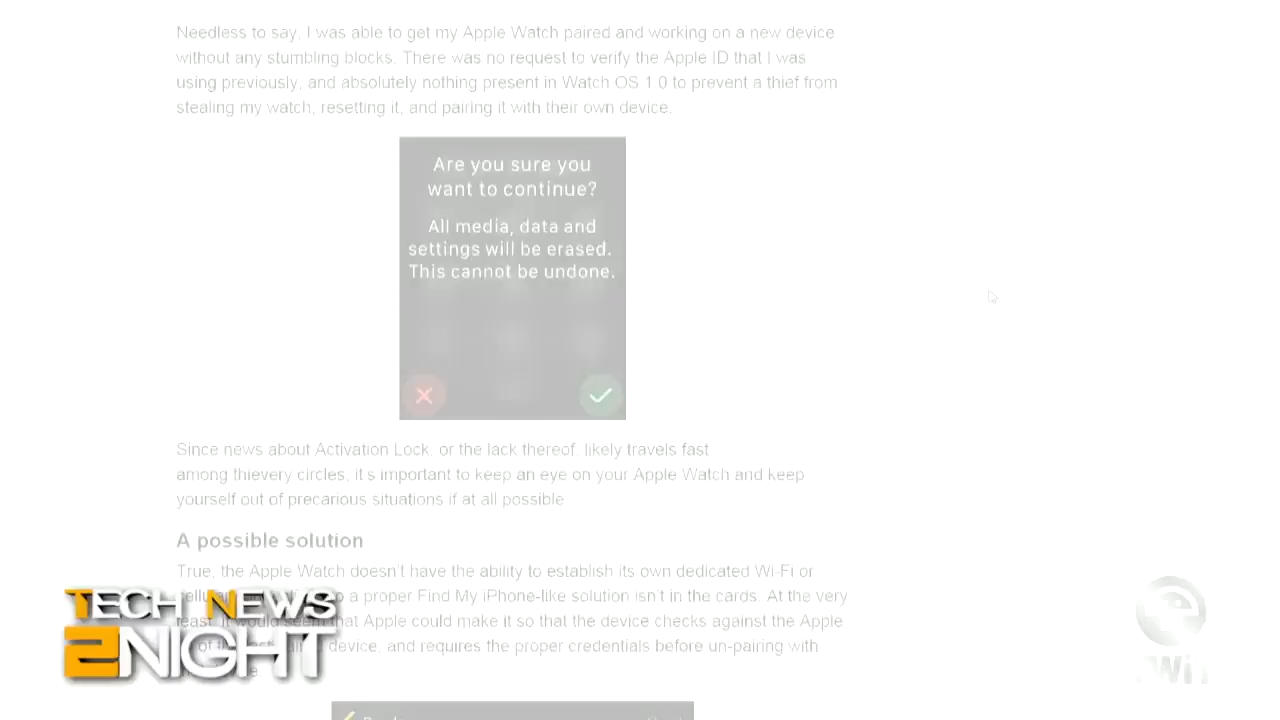 Needless to say, I was able to get my Apple Watch paired and working on a new device
without any stumbling blocks. There was no request to verify the Apple ID that I was
using previously, and absolutely nothing present in Watch OS 1.0 to prevent a thief from
stealing my watch, resetting it, and pairing it with their own device.
Are you sure you
want to continue?
All media, data and
settings will be erased.
This cannot be undone.
Since news about Activation Lock, or the lack thereof, likely travels fast
among thievery circles, it's important to keep an eye on your Apple Watch and keep
yourself out of precarious situations if at all possible
A possible solution
True, the Apple Watch doesn't have the ability to establish its own dedicated Wi-Fi or
a proper Find My iPhone-like solution isn't in the cards. At the very
least, it would seem that Apple could make it so that the device checks against the Apple
device, and requires the proper credentials before un-pairing with
TECH NEWS
2NIGHT